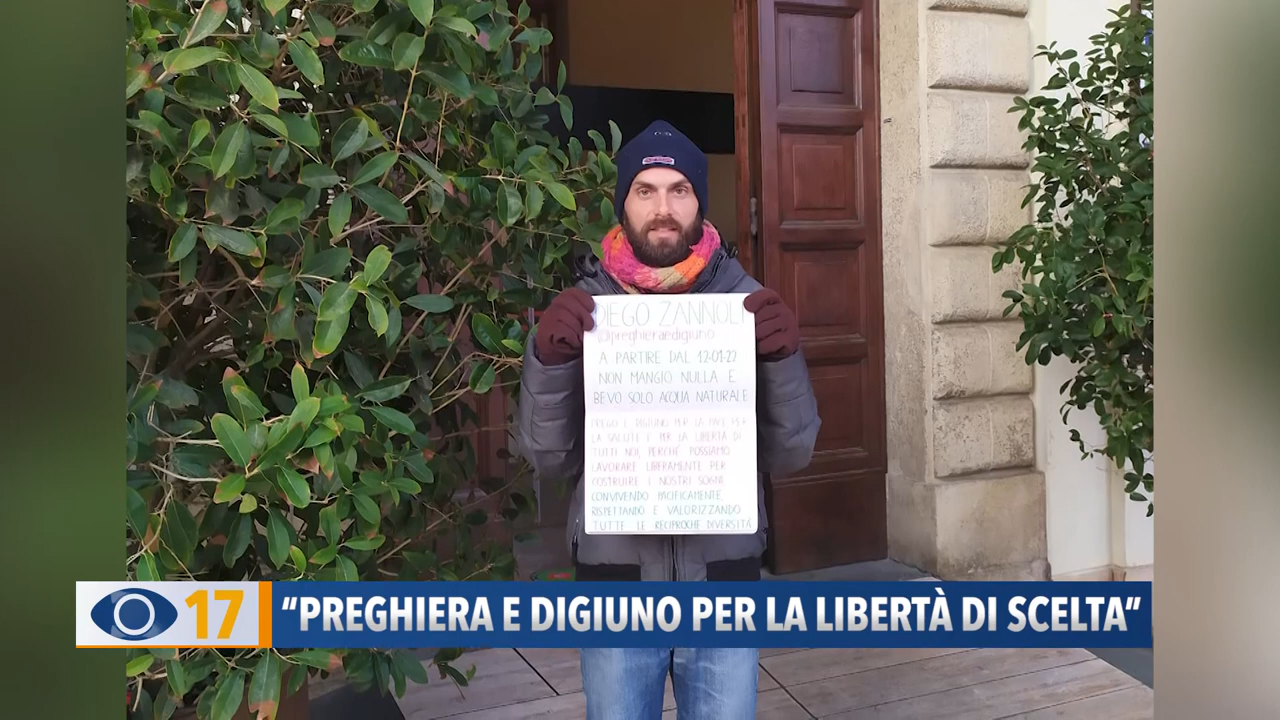 DIEGO ZANNOLI
@preghieraedigiuno
A PARTIRE DAL 12-01-22
NON MANGIO NULLA E
BEVO SOLO ACQUA NATURALE
PREGO E DIGIUNO PER LA PACE PER
LA SALUTE E PER LA LIBERTÀ DI
TUTTI NOI, PERCHÉ POSSIAMO
LAVORARE LIBERAMENTE PER
COSTRUIRE I NOSTRI SOGNI
CONVIVENDO PACIFICAMENTE,
RISPETTANDO E VALORIZZANDO
TUTTE LE RECIPROCHE DIVERSITÀ
17 “PREGHIERA E DIGIUNO PER LA LIBERTÀ DI SCELTA”